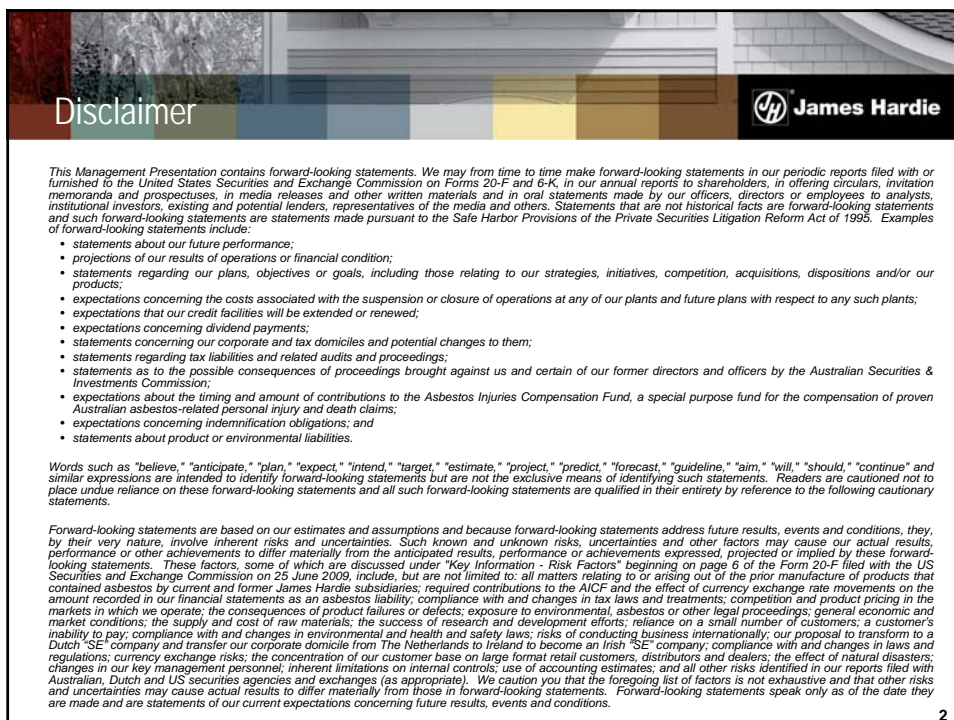 Disclaimer
JH James Hardie
This Management Presentation contains forward-looking statements. We may from time to time make forward-looking statements in our periodic reports filed with or
furnished to the United States Securities and Exchange Commission on Forms 20-F and 6-K, in our annual reports to shareholders, in offering circulars, invitation
memoranda and prospectuses, in media releases and other written materials and in oral statements made by our officers, directors or employees to analysts,
institutional investors, existing and potential lenders, representatives of the media and others. Statements that are not historical facts are forward-looking statements
and such forward-looking statements are statements made pursuant to the Safe Harbor Provisions of the Private Securities Litigation Reform Act of 1995. Examples
of forward-looking statements include:
• statements about our future performance;
• projections of our results of operations or financial condition;
• statements regarding our plans, objectives or goals, including those relating to our strategies, initiatives, competition, acquisitions, dispositions and/or our
products;
• expectations concerning the costs associated with the suspension or closure of operations at any of our plants and future plans with respect to any such plants;
• expectations that our credit facilities will be extended or renewed;
• expectations concerning dividend payments;
• statements concerning our corporate and tax domiciles and potential changes to them;
• statements regarding tax liabilities and related audits and proceedings;
• statements as to the possible consequences of proceedings brought against us and certain of our former directors and officers by the Australian Securities &
Investments Commission;
• expectations about the timing and amount of contributions to the Asbestos Injuries Compensation Fund, a special purpose fund for the compensation of proven
Australian asbestos-related personal injury and death claims;
• expectations concerning indemnification obligations; and
• statements about product or environmental liabilities.
Words such as "believe," "anticipate," "plan," "expect," "intend," "target," "estimate," "project," "predict," "forecast," "guideline," "aim," "will," "should," "continue" and
similar expressions are intended to identify forward-looking statements but are not the exclusive means of identifying such statements. Readers are cautioned not to
place undue reliance on these forward-looking statements and all such forward-looking statements are qualified in their entirety by reference to the following cautionary
statements.
Forward-looking statements are based on our estimates and assumptions and because forward-looking statements address future results, events and conditions, they,
by their very nature, involve inherent risks and uncertainties. Such known and unknown risks, uncertainties and other factors may cause our actual results,
performance or other achievements to differ materially from the anticipated results, performance or achievements expressed, projected or implied by these forward-
looking statements. These factors, some of which are discussed under "Key Information - Risk Factors" beginning on page 6 of the Form 20-F filed with the US
Securities and Exchange Commission on 25 June 2009, include, but are not limited to: all matters relating to or arising out of the prior manufacture of products that
contained asbestos by current and former James Hardie subsidiaries; required contributions to the AICF and the effect of currency exchange rate movements on the
amount recorded in our financial statements as an asbestos liability; compliance with and changes in tax laws and treatments; competition and product pricing in the
markets in which we operate; the consequences of product failures or defects; exposure to environmental, asbestos or other legal proceedings; general economic and
market conditions; the supply and cost of raw materials; the success of research and development efforts; reliance on a small number of customers; a customer's
inability to pay; compliance with and changes in environmental and health and safety laws; risks of conducting business internationally; our proposal to transform to a
Dutch "SE" company and transfer our corporate domicile from The Netherlands to Ireland to become an Irish "SE" company; compliance with and changes in laws and
regulations; currency exchange risks; the concentration of our customer base on large format retail customers, distributors and dealers; the effect of natural disasters;
changes in our key management personnel; inherent limitations on internal controls; use of accounting estimates; and all other risks identified in our reports filed with
Australian, Dutch and US securities agencies and exchanges (as appropriate). We caution you that the foregoing list of factors is not exhaustive and that other risks
and uncertainties may cause actual results to differ materially from those in forward-looking statements. Forward-looking statements speak only as of the date they
are made and are statements of our current expectations concerning future results, events and conditions.
2